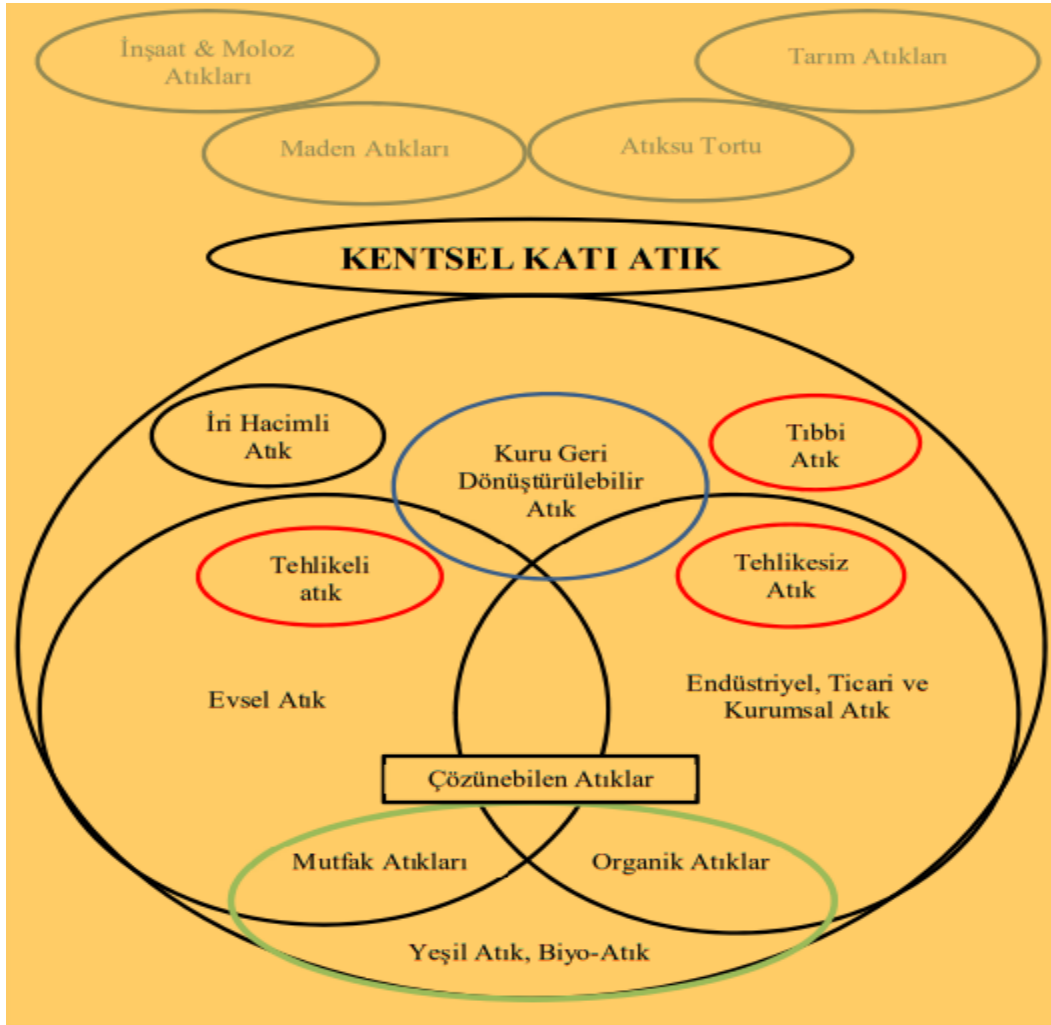 İnşaat & Moloz
Atıkları
Tarım Atıkları
Maden Atıkları
Atıksu Tortu
KENTSEL KATI ATIK
İri Hacimli
Atık
Kuru Geri
Dönüştürülebilir
Atık
Tıbbi
Atık
Tehlikeli
atık
Tehlikesiz
Atık
Evsel Atık
Endüstriyel, Ticari ve
Kurumsal Atık
Çözünebilen Atıklar
Mutfak Atıkları
Organik Atıklar
Yeşil Atık, Biyo-Atık